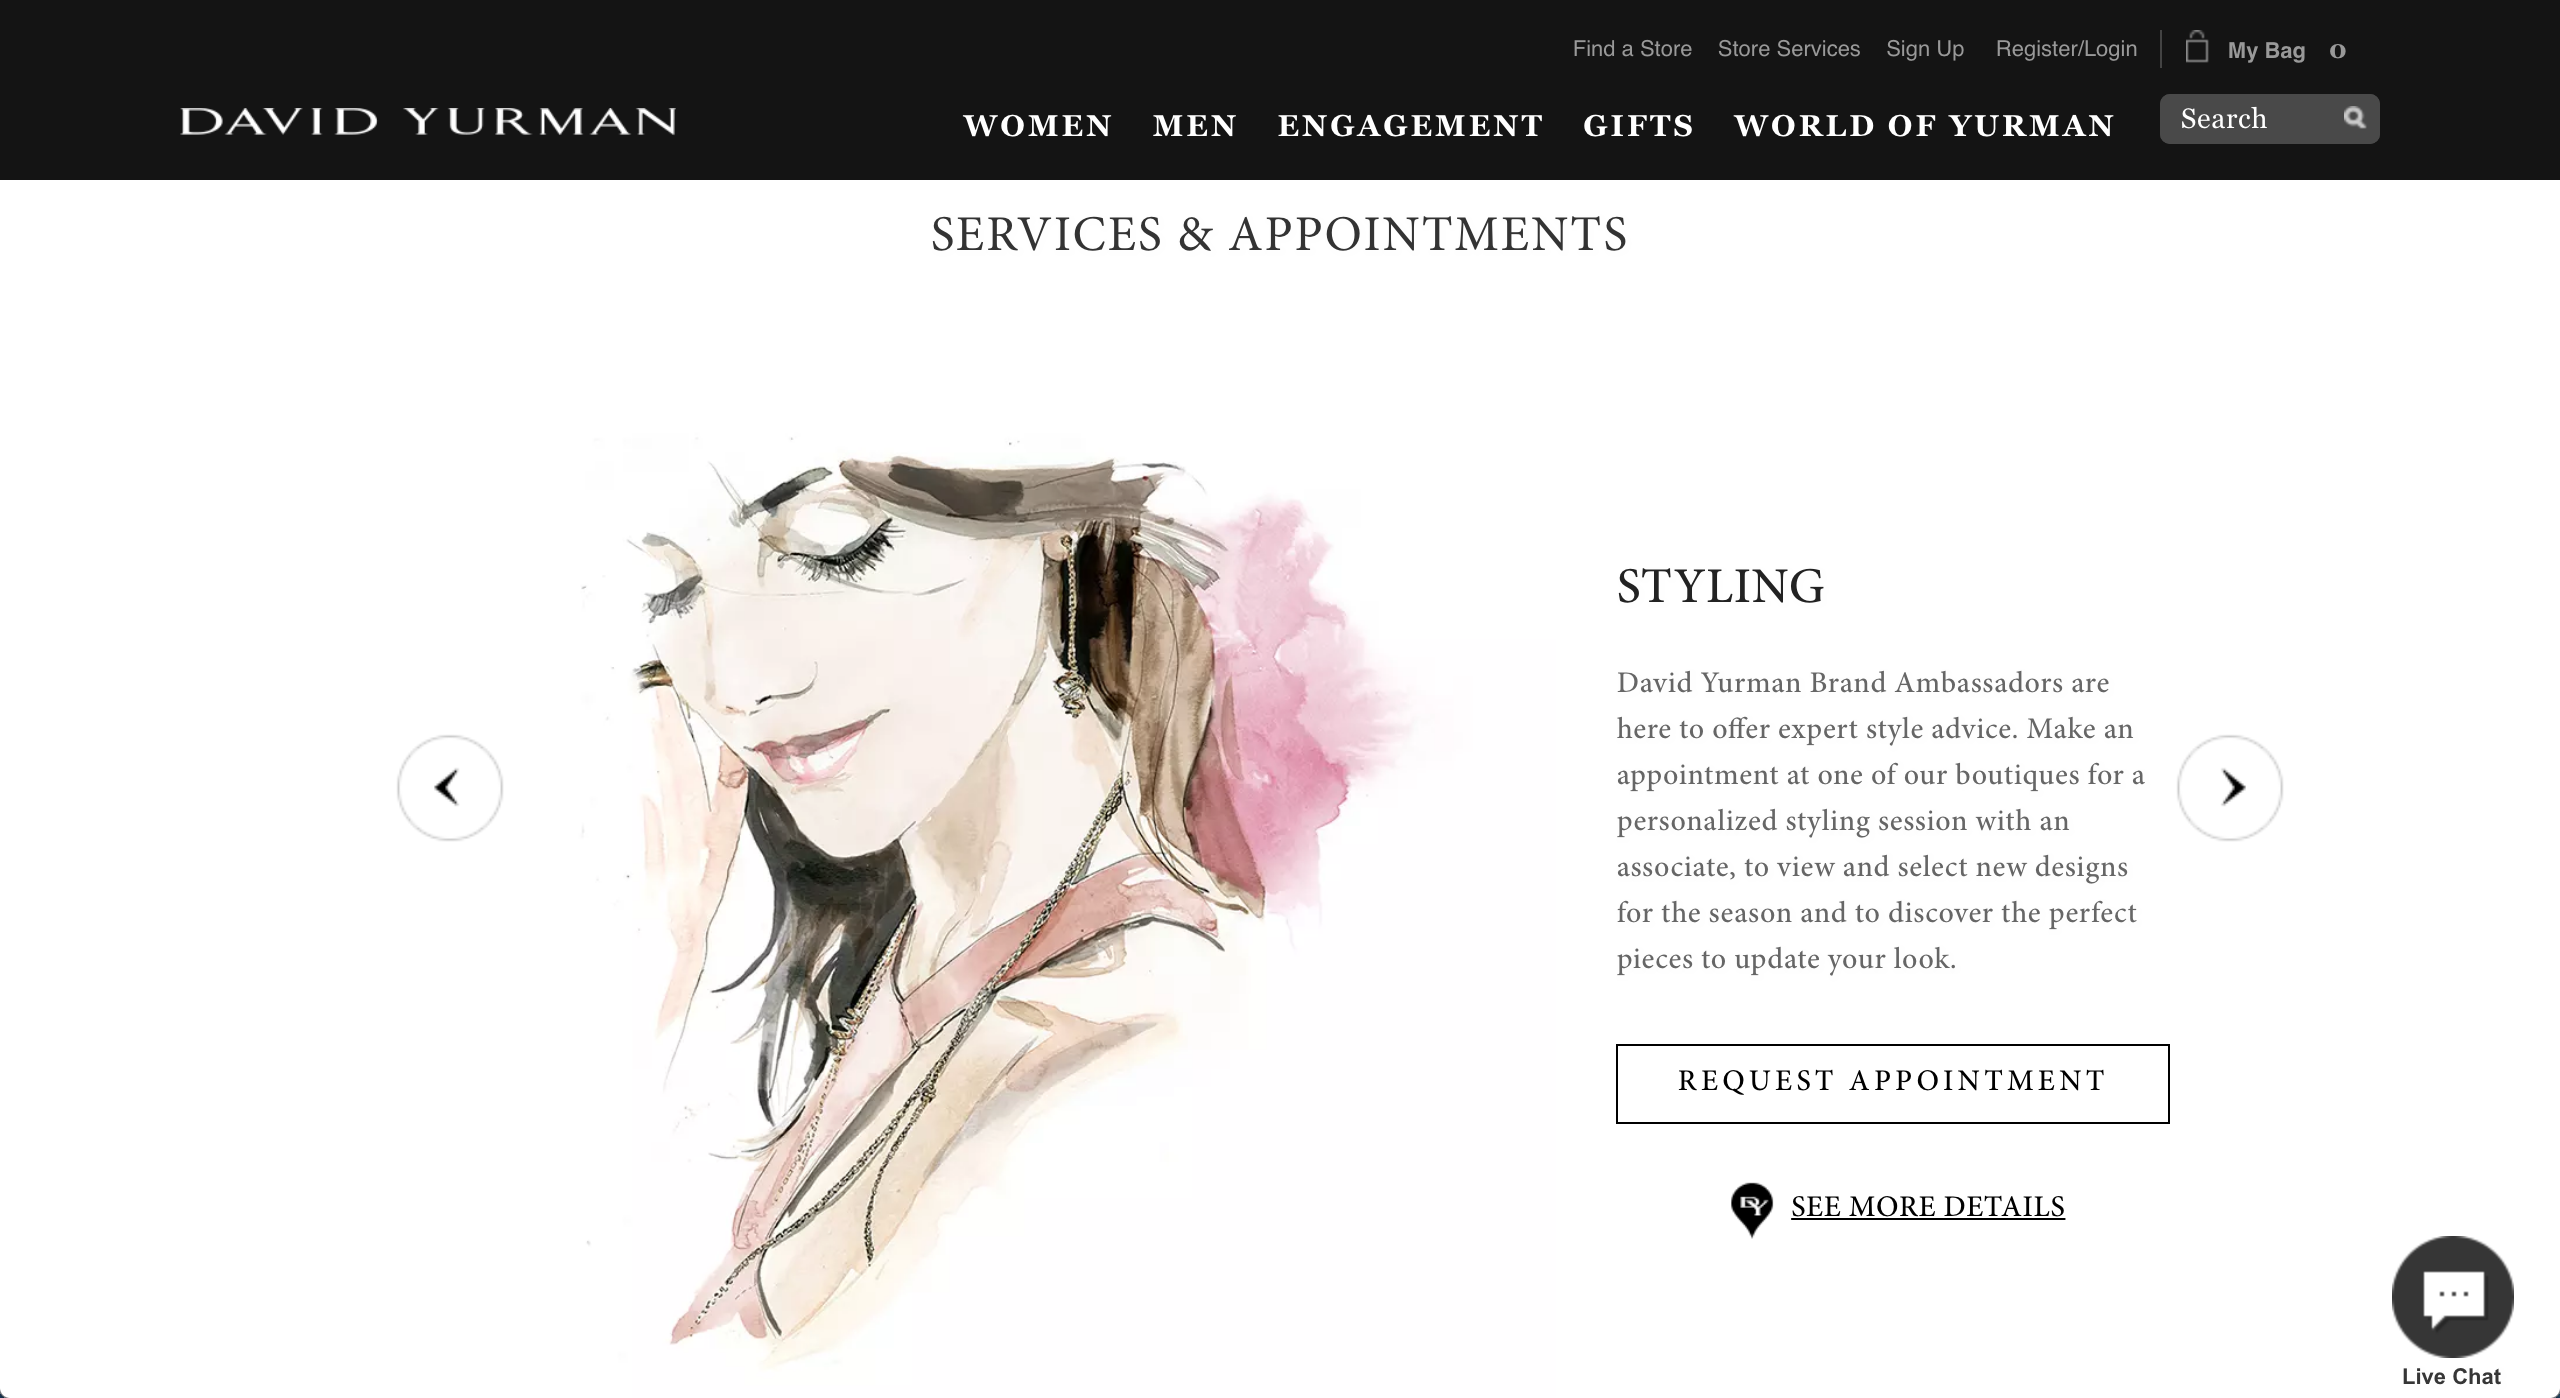 Find a Store Store Services Sign Up Register/Login My Bag 0
DAVID YURMAN
WOMEN MEN ENGAGEMENT GIFTS WORLD OF YURMAN Search
SERVICES & APPOINTMENTS
STYLING
David Yurman Brand Ambassadors are
here to offer expert style advice. Make an
appointment at one of our boutiques for a
personalized styling session with an
associate, to view and select new designs
for the season and to discover the perfect
pieces to update your look.
REQUEST APPOINTMENT
DY SEE MORE DETAILS
Live Chat